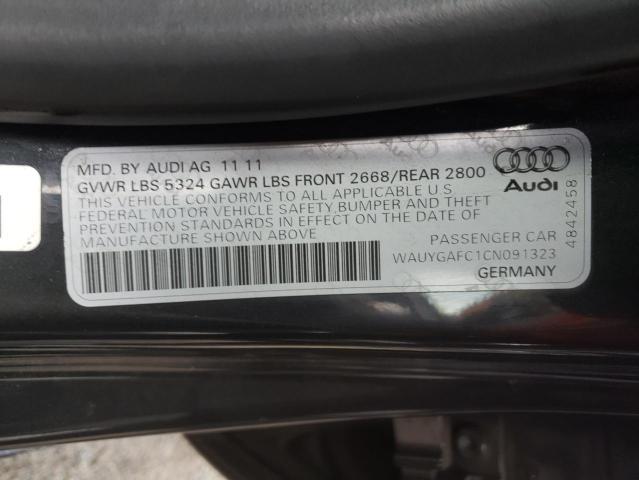 MFD. BY AUDI AG 11 11
GVWR LBS 5324 GAWR LBS FRONT 2668/REAR 2800
THIS VEHICLE CONFORMS TO ALL APPLICABLE U S
FEDERAL MOTOR VEHICLE SAFETY,BUMPER AND THEFT
PREVENTION STANDARDS IN EFFECT ON THE DATE OF
MANUFACTURE SHOWN ABOVE
PASSENGER CAR
WAUYGAFC1CN091323
GERMANY
Audi
4842458